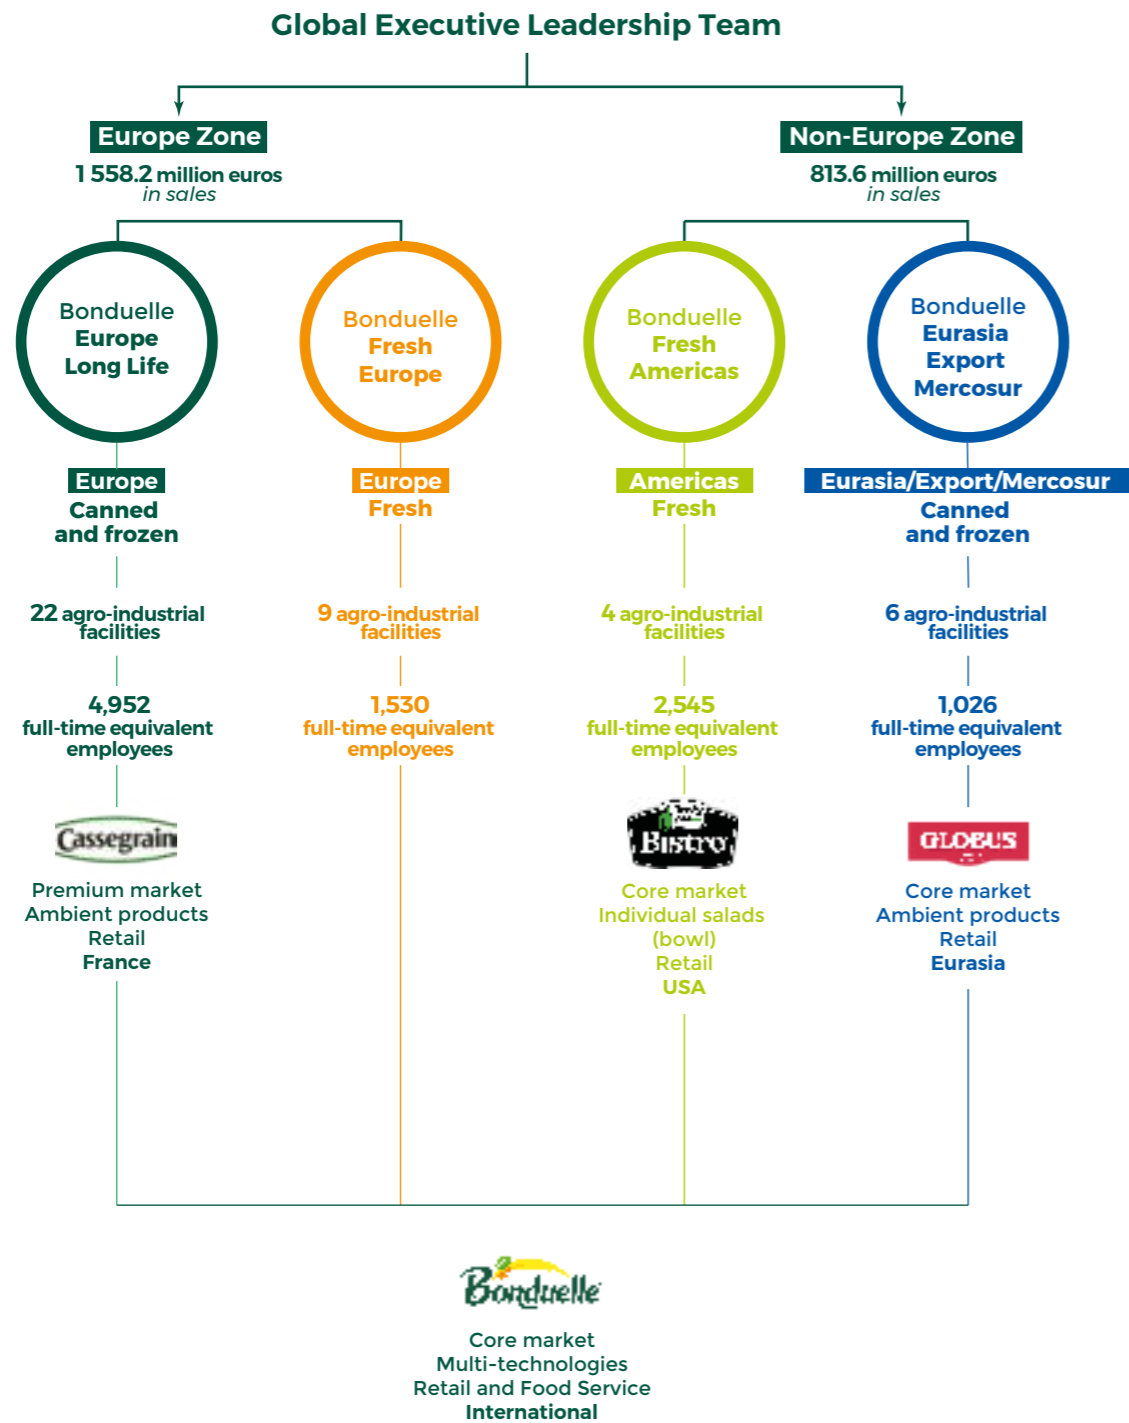 Global Executive Leadership Team
Europe Zone
1 558.2 million euros
in sales
Non-Europe Zone
813.6 million euros
in sales
Bonduelle
Europe
Long Life
Bonduelle
Fresh
Europe
Bonduelle
Fresh
Americas
Bonduelle
Eurasia
Export
Mercosur
Europe
Canned
and frozen
Europe
Fresh
Americas
Fresh
Eurasia/Export/Mercosur
Canned
and frozen
22 agro-industrial
facilities
9 agro-industrial
facilities
4 agro-industrial
facilities
6 agro-industrial
facilities
4,952
full-time equivalent
employees
1,530
full-time equivalent
employees
2,545
full-time equivalent
employees
1,026
full-time equivalent
employees
Cassegrain
Premium market
Ambient products
Retail
France
Bistro
Core market
Individual salads
(bowl)
Retail
USA
GLOBUS
Core market
Ambient products
Retail
Eurasia
Bonduelle
Core market
Multi-technologies
Retail and Food Service
International